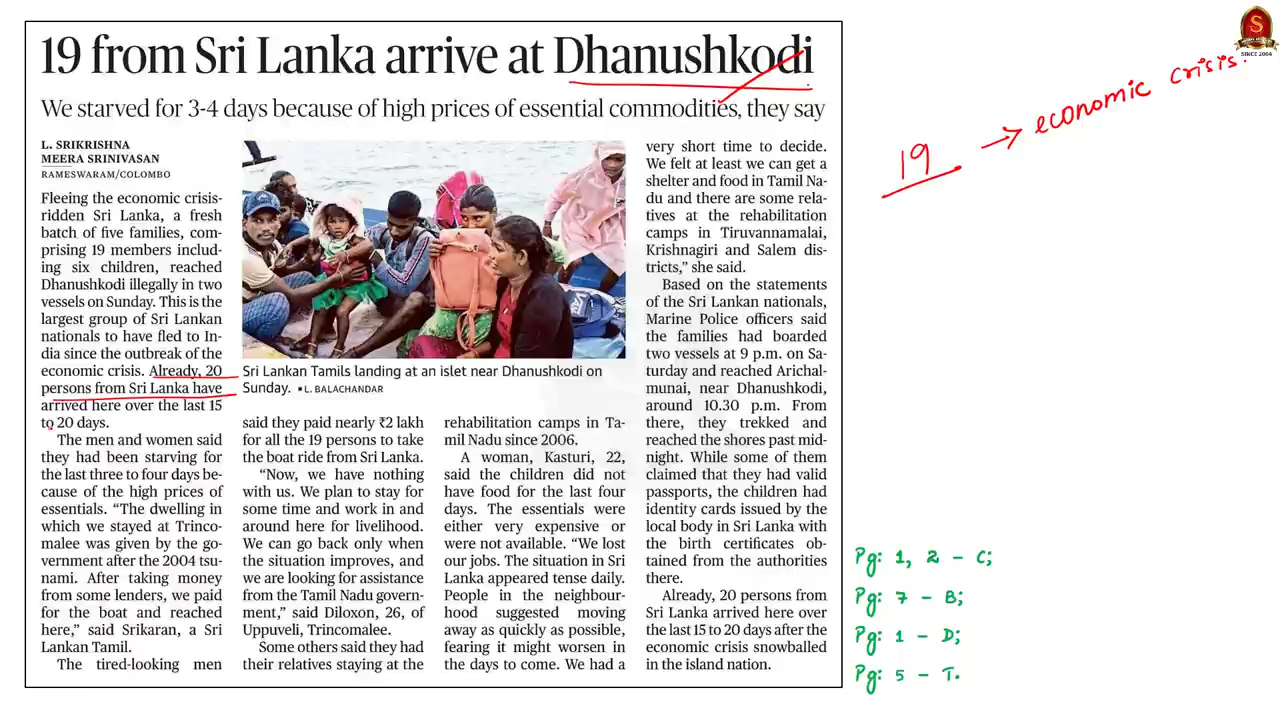 19 from Sri Lanka arrive at Dhanushkodi
We starved for 3-4 days because of high prices of essential commodities, they say
L. SRIKRISHNA
MEERA SRINIVASAN
RAMESWARAM/COLOMBO
Fleeing the economic crisis-
ridden Sri Lanka, a fresh
batch of five families, com-
prising 19 members includ-
ing six children, reached
Dhanushkodi illegally in two
vessels on Sunday. This is the
largest group of Sri Lankan
nationals to have fled to In-
dia since the outbreak of the
economic crisis. Already, 20
persons from Sri Lanka have
arrived here over the last 15
to 20 days.
The men and women said
they had been starving for
the last three to four days be-
cause of the high prices of
essentials. “The dwelling in
which we stayed at Trinco-
malee was given by the go-
vernment after the 2004 tsu-
nami. After taking money
from some lenders, we paid
for the boat and reached
here,” said Srikaran, a Sri
Lankan Tamil.
The tired-looking men
Sri Lankan Tamils landing at an islet near Dhanushkodi on
Sunday. ▪ L. BALACHANDAR
said they paid nearly ₹2 lakh
for all the 19 persons to take
the boat ride from Sri Lanka.
“Now, we have nothing
with us. We plan to stay for
some time and work in and
around here for livelihood.
We can go back only when
the situation improves, and
we are looking for assistance
from the Tamil Nadu govern-
ment,” said Diloxon, 26, of
Uppuveli, Trincomalee.
Some others said they had
their relatives staying at the
rehabilitation camps in Ta-
mil Nadu since 2006.
A woman, Kasturi, 22,
said the children did not
have food for the last four
days. The essentials were
either very expensive or
were not available. “We lost
our jobs. The situation in Sri
Lanka appeared tense daily.
People in the neighbour-
hood suggested moving
away as quickly as possible,
fearing it might worsen in
the days to come. We had a
very short time to decide.
We felt at least we can get a
shelter and food in Tamil Na-
du and there are some rela-
tives at the rehabilitation
camps in Tiruvannamalai,
Krishnagiri and Salem dis-
tricts,” she said.
Based on the statements
of the Sri Lankan nationals,
Marine Police officers said
the families had boarded
two vessels at 9 p.m. on Sa-
turday and reached Arichal-
munai, near Dhanushkodi,
around 10.30 p.m. From
there, they trekked and
reached the shores past mid-
night. While some of them
claimed that they had valid
passports, the children had
identity cards issued by the
local body in Sri Lanka with
the birth certificates ob-
tained from the authorities
there.
Already, 20 persons from
Sri Lanka arrived here over
the last 15 to 20 days after the
economic crisis snowballed
in the island nation.
19 → economic crisis.
Pg: 1, 2 - C;
Pg: 7 - B;
Pg: 1 - D;
Pg: 5 - T.
S
SINCE 2004